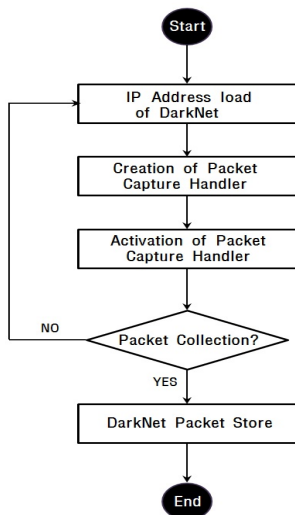 Start
IP Address load
of DarkNet
Creation of Packet
Capture Handler
Activation of Packet
Capture Handler
Packet Collection?
NO
YES
DarkNet Packet Store
End